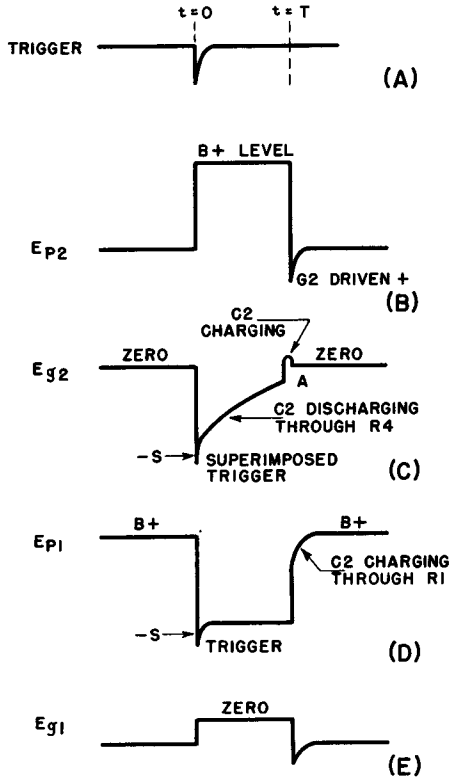 t=0 t=T
TRIGGER
(A)
B+ LEVEL
EP2
G2 DRIVEN +
(B)
C2
CHARGING
ZERO
ZERO
Eg2
A
C2 DISCHARGING
THROUGH R4
-S
SUPERIMPOSED
TRIGGER
(C)
B+
B+
EP1
C2 CHARGING
THROUGH R1
-S
TRIGGER
(D)
ZERO
Eg1
(E)